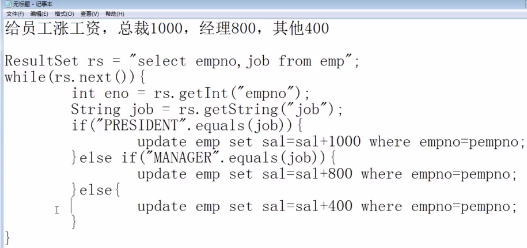 无标题 - 记事本
文件(F) 编辑(E) 格式(O) 查看(V) 帮助(H)
给员工涨工资，总裁1000，经理800，其他400
ResultSet rs = "select empno,job from emp";
while(rs.next()){
int eno = rs.getInt("empno");
String job = rs.getString("job");
if("PRESIDENT".equals(job)){
update emp set sal=sal+1000 where empno=pempno;
}else if("MANAGER".equals(job)){
update emp set sal=sal+800 where empno=pempno;
}else{
update emp set sal=sal+400 where empno=pempno;
}
}